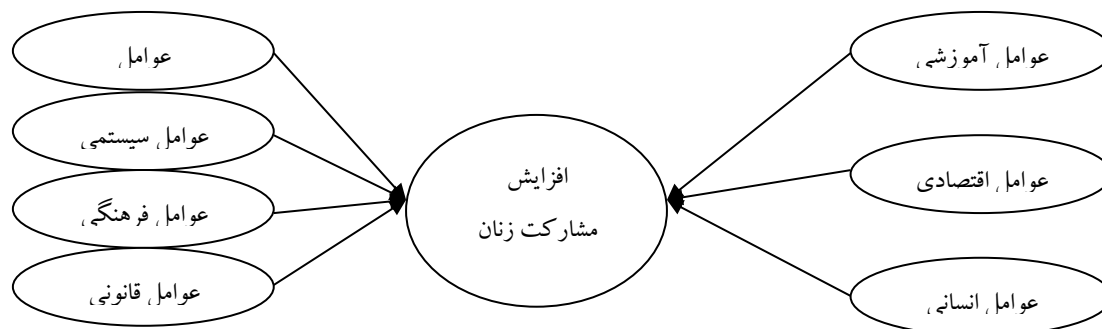 عوامل آموزشی
عوامل اقتصادی
عوامل انسانی
افزایش
مشارکت زنان
عوامل
عوامل سیستمی
عوامل فرهنگی
عوامل قانونی